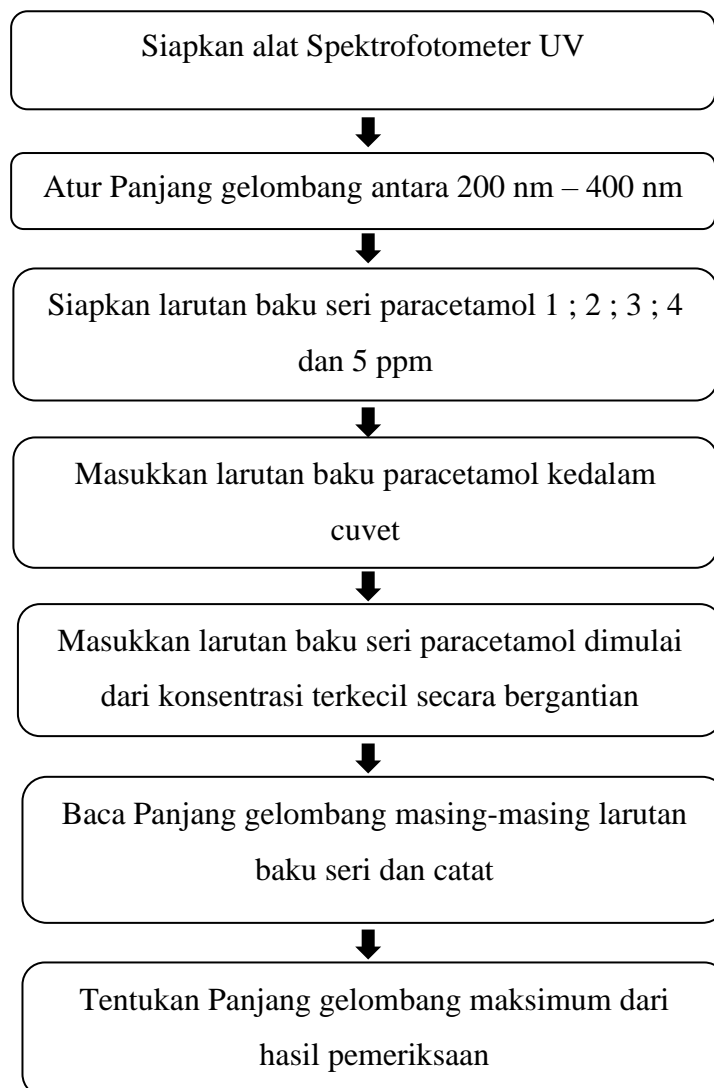 Siapkan alat Spektrofotometer UV
Atur Panjang gelombang antara 200 nm – 400 nm
Siapkan larutan baku seri paracetamol 1 ; 2 ; 3 ; 4
dan 5 ppm
Masukkan larutan baku paracetamol kedalam
cuvet
Masukkan larutan baku seri paracetamol dimulai
dari konsentrasi terkecil secara bergantian
Baca Panjang gelombang masing-masing larutan
baku seri dan catat
Tentukan Panjang gelombang maksimum dari
hasil pemeriksaan